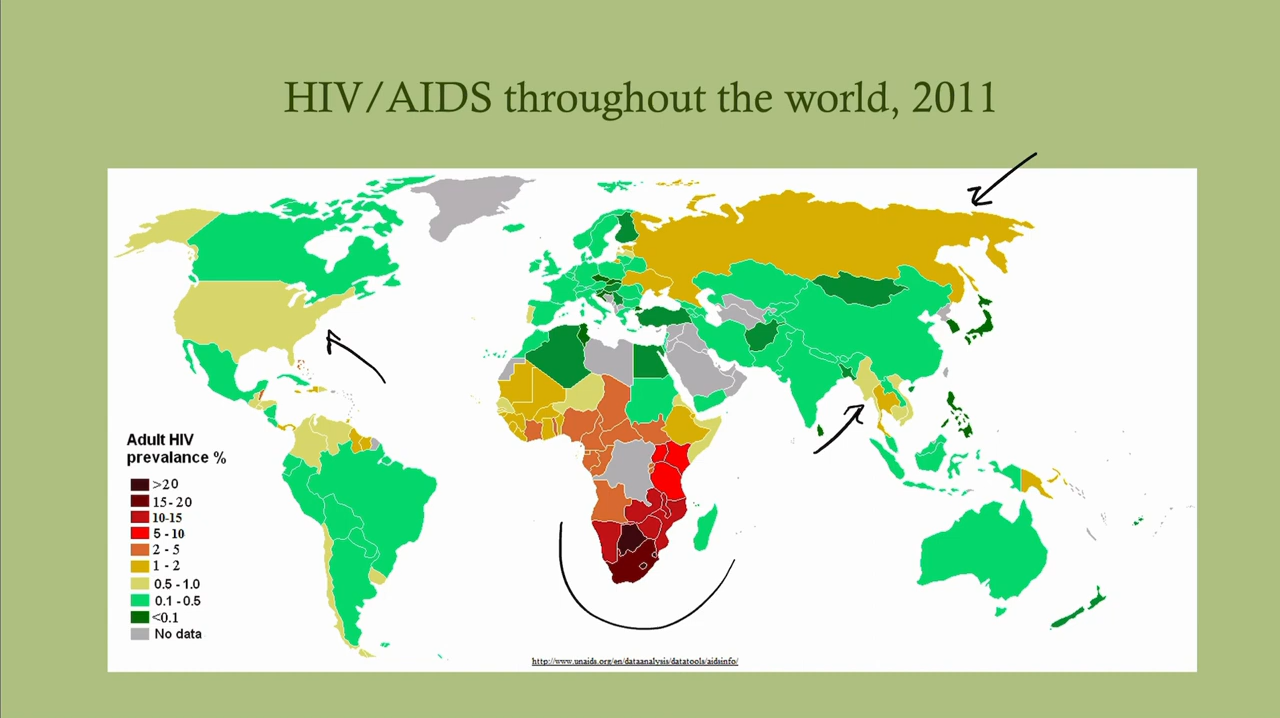 HIV/AIDS throughout the world, 2011
Adult HIV
prevalance %
>20
15 - 20
10-15
5 - 10
2 - 5
1 - 2
0.5 - 1.0
0.1 - 0.5
<0.1
No data
http://www.unaids.org/en/dataanalysis/datatools/aidsinfo/